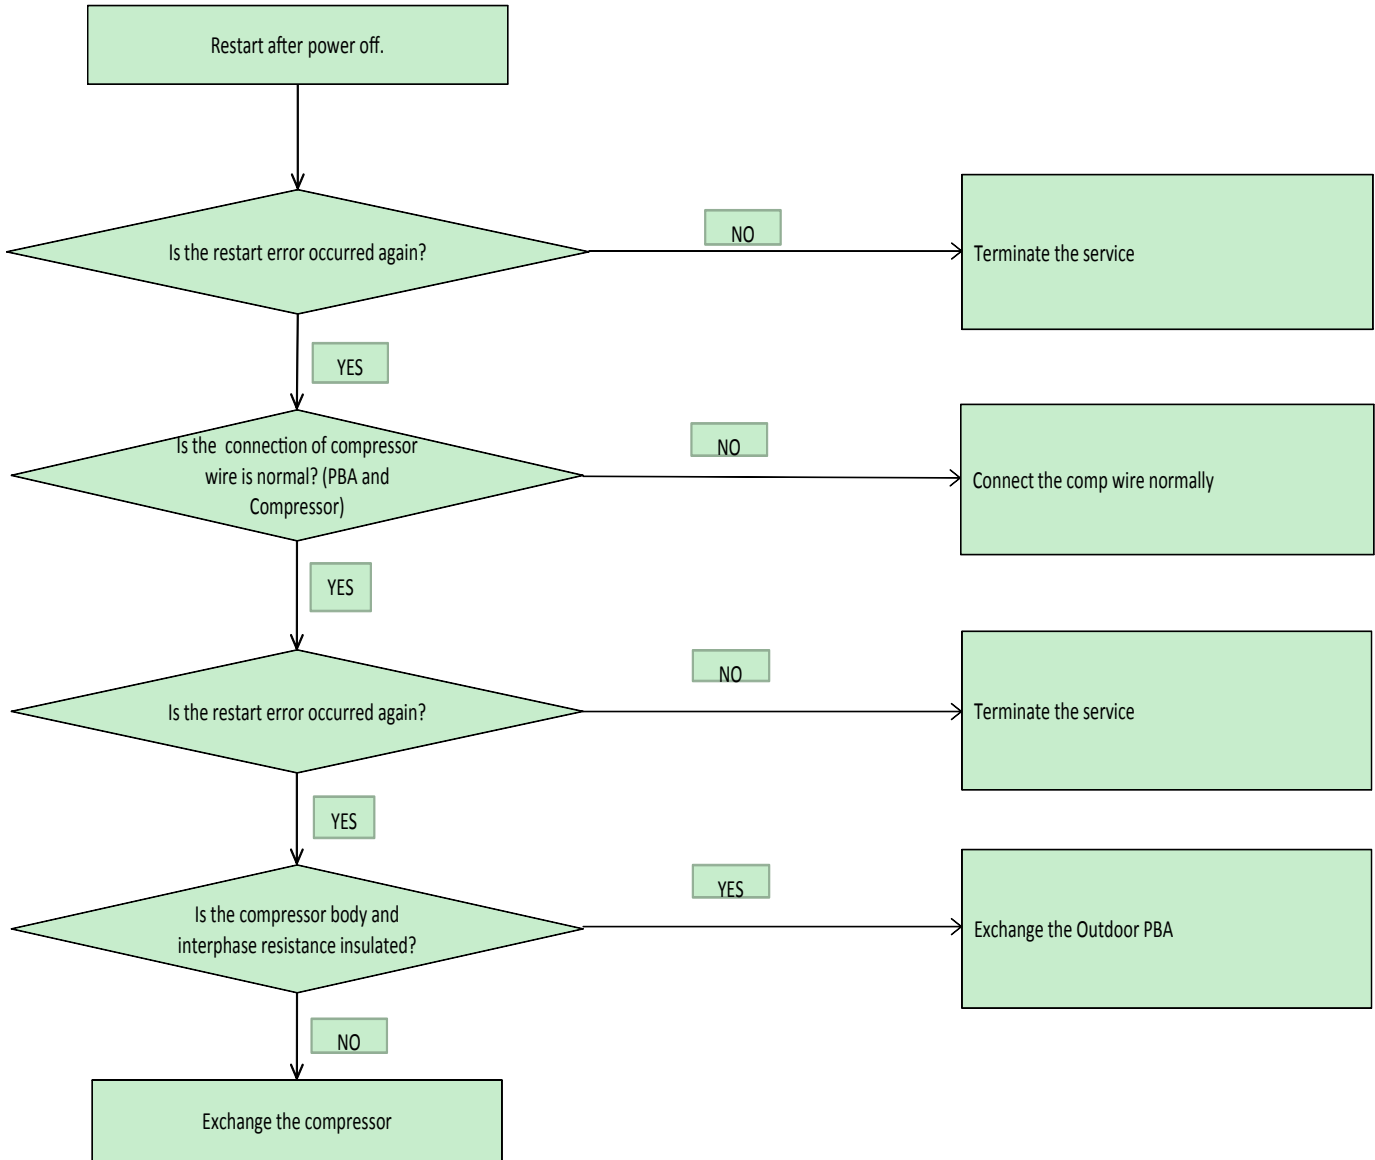 Restart after power off.
Is the restart error occurred again?
NO
Terminate the service
YES
Is the  connection of compressor
wire is normal? (PBA and
Compressor)
NO
Connect the comp wire normally
YES
Is the restart error occurred again?
NO
Terminate the service
YES
Is the compressor body and
interphase resistance insulated?
YES
Exchange the Outdoor PBA
NO
Exchange the compressor